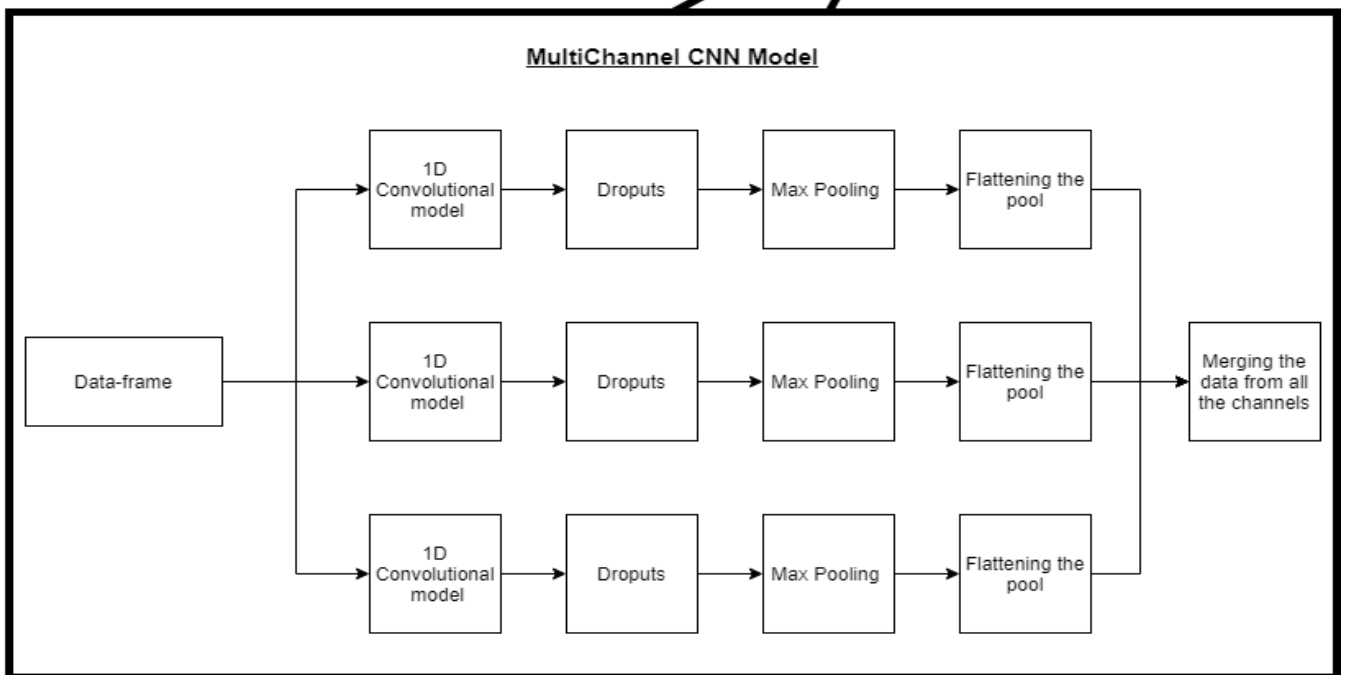 MultiChannel CNN Model
1D
Convolutional
model
Droputs
Max Pooling
Flattening the
pool
Data-frame
1D
Convolutional
model
Droputs
Max Pooling
Flattening the
pool
Merging the
data from all
the channels
1D
Convolutional
model
Droputs
Max Pooling
Flattening the
pool